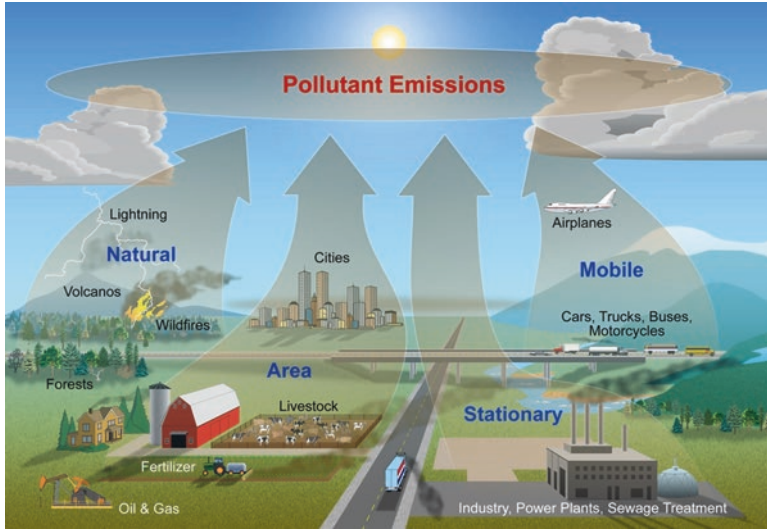 Pollutant Emissions
Lightning
Natural
Volcanos
Wildfires
Forests
Cities
Area
Livestock
Fertilizer
Oil & Gas
Airplanes
Mobile
Cars, Trucks, Buses,
Motorcycles
Stationary
Industry, Power Plants, Sewage Treatment